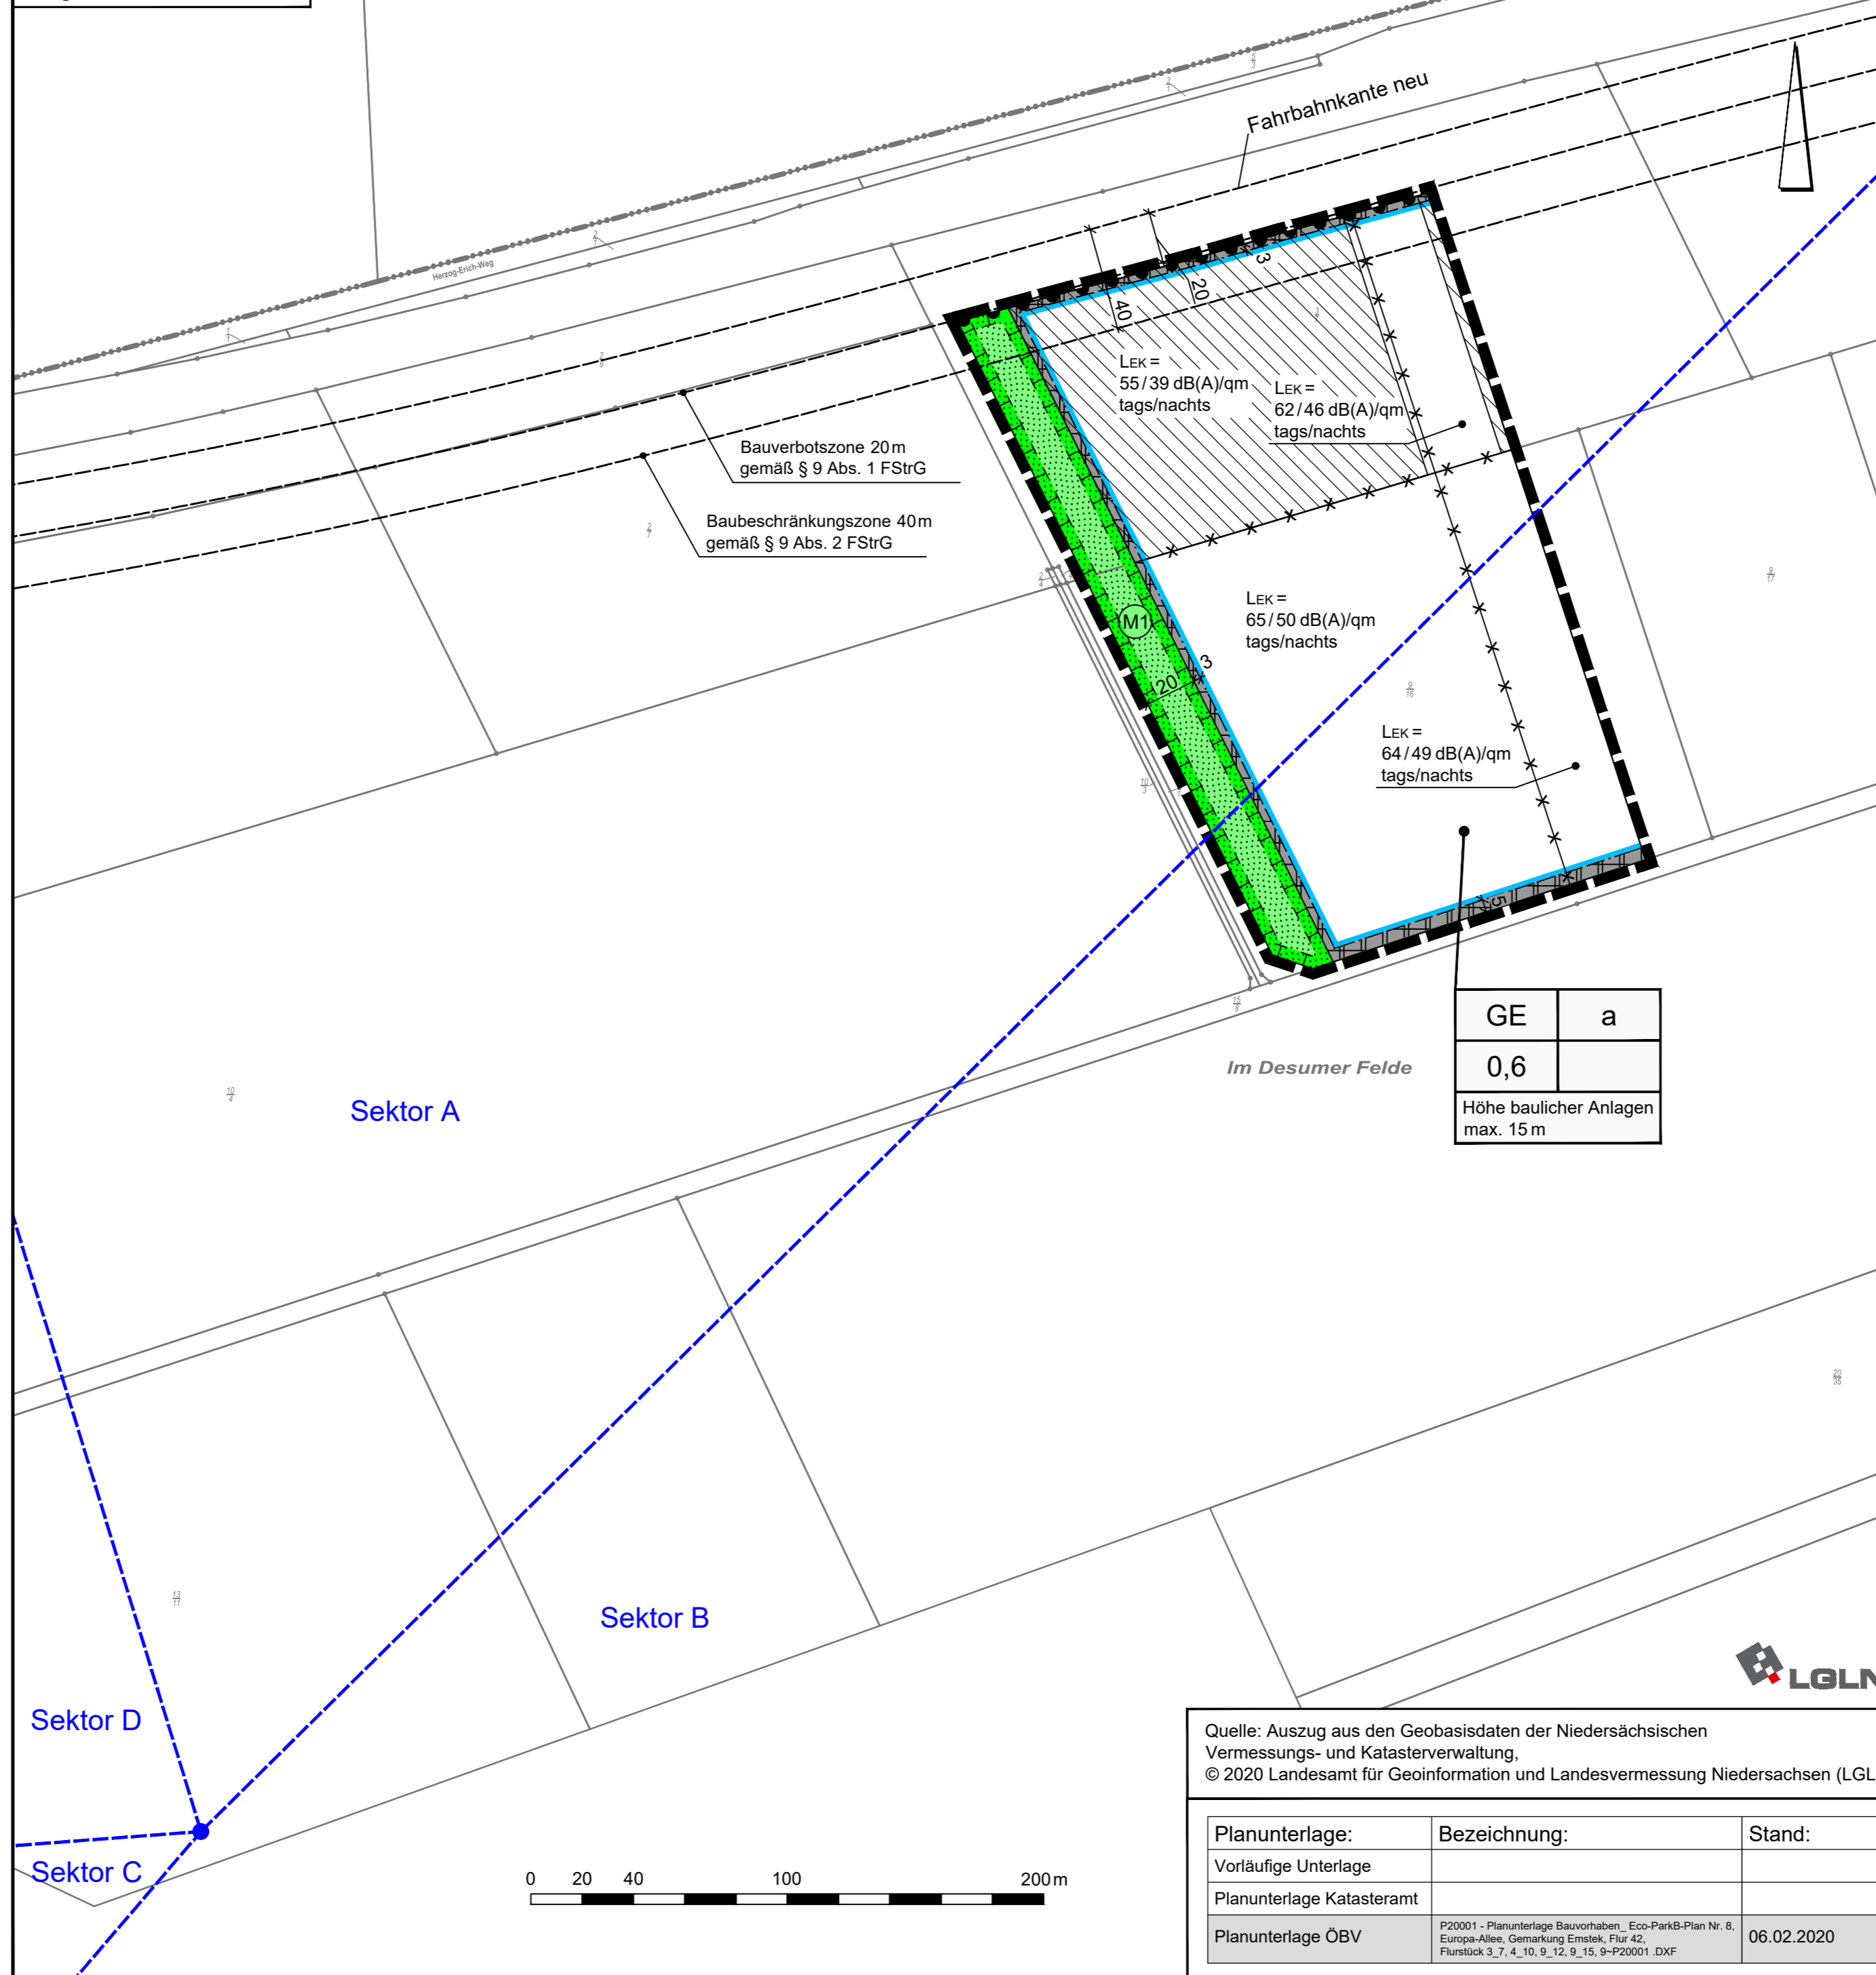 Fahrbahnkante neu
Herzog-Erich-Weg
40
20
3
LEK =
55/39 dB(A)/qm
tags/nachts
LEK =
62/46 dB(A)/qm
tags/nachts
Bauverbotszone 20 m
gemäß § 9 Abs. 1 FStrG
Baubeschränkungszone 40 m
gemäß § 9 Abs. 2 FStrG
M1
LEK =
65/50 dB(A)/qm
tags/nachts
3
20
LEK =
64/49 dB(A)/qm
tags/nachts
5
GE
a
0,6
Höhe baulicher Anlagen
max. 15 m
Im Desumer Felde
Sektor A
Sektor B
Sektor D
Sektor C
0 20 40 100 200 m
LGLN
Quelle: Auszug aus den Geobasisdaten der Niedersächsischen
Vermessungs- und Katasterverwaltung,
© 2020 Landesamt für Geoinformation und Landesvermessung Niedersachsen (LGL
Planunterlage: Bezeichnung: Stand:
Vorläufige Unterlage
Planunterlage Katasteramt
Planunterlage ÖBV
P20001 - Planunterlage Bauvorhaben_ Eco-ParkB-Plan Nr. 8,
Europa-Allee, Gemarkung Emstek, Flur 42,
Flurstück 3_7, 4_10, 9_12, 9_15, 9~P20001 .DXF
06.02.2020